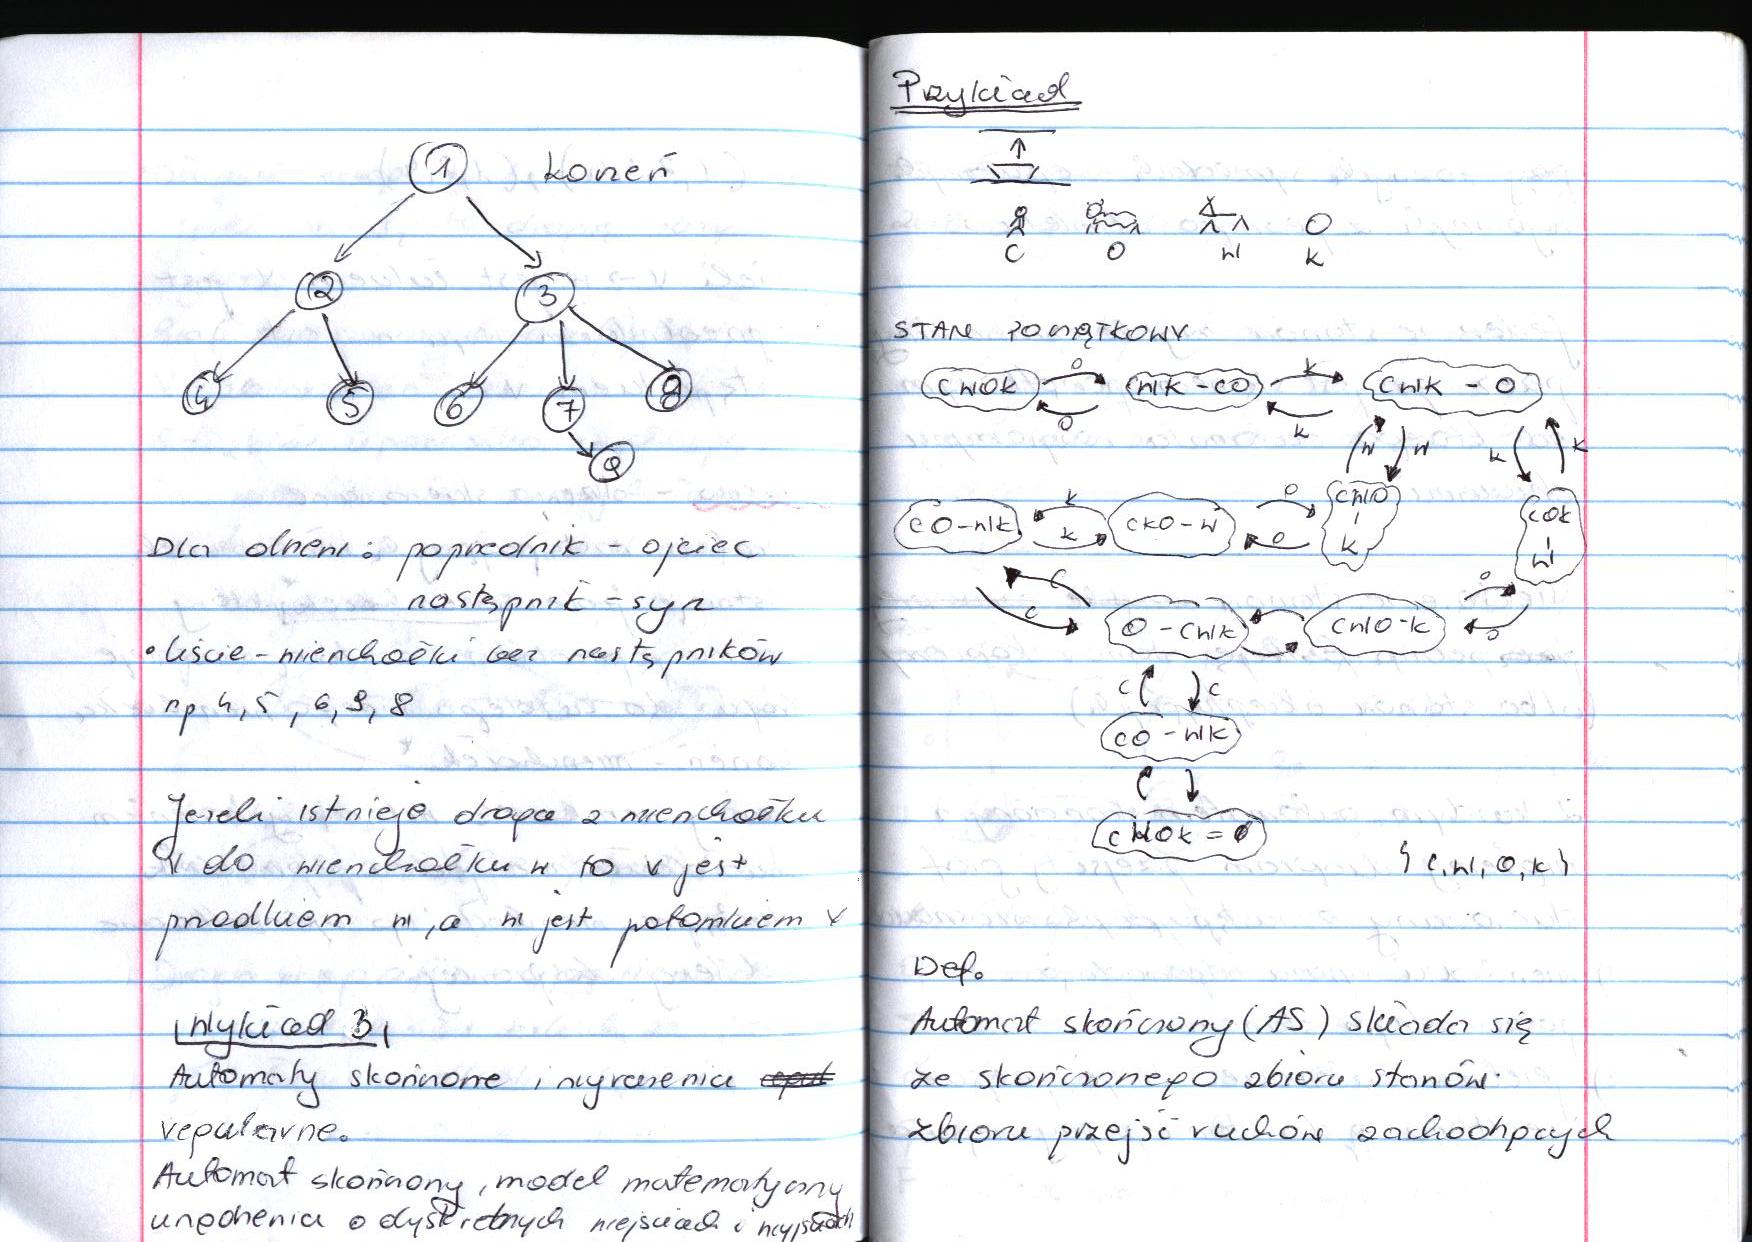 1 korzeń
2 3
4 5 6 7 8
9
Dla drzew: poprzednik - ojciec
następnik - syn
• liście - wierzchołki bez następników
np 4, 5, 6, 9, 8
Jeżeli istnieje droga z wierzchołku
v do wierzchołku w to v jest
przodkiem w, a w jest potomkiem v
Wykład 3
Automaty skończone i wyrażenia
regularne.
Automat skończony, model matematyczny
urządzenia o dyskretnych wejściach i wyjściach
Przykład
C O W K
STAN POCZĄTKOWY
CWOK O O WK-CO K K CWK - O
W W K K
CO-WK K K CKO-W O O CWO - K COK - W
C C O - CWK CWO-K O O
C C
CO - WK
CWOK = 0
{C, W, O, K}
Def.
Automat skończony (AS) składa się
ze skończonego zbioru stanów
zbioru przejść ruchów zachodzących